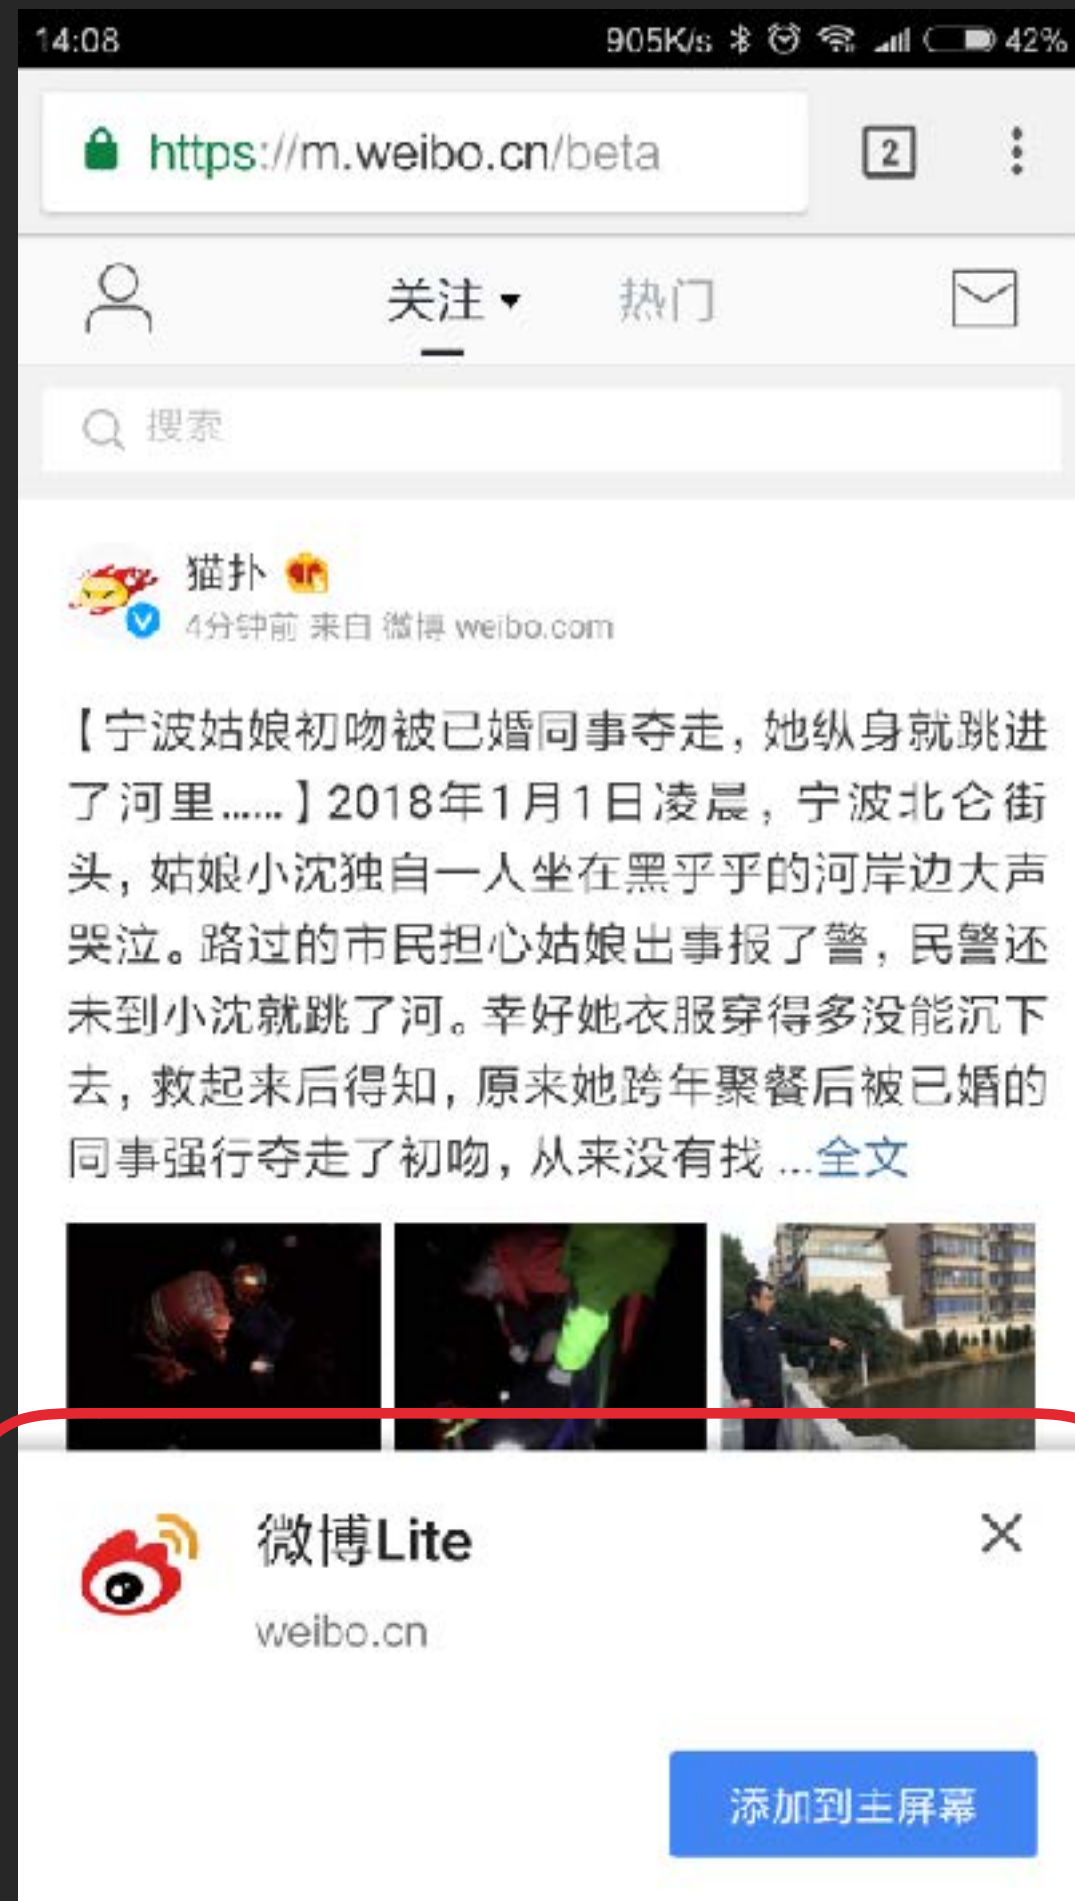 14:08 905K/s 42%
https://m.weibo.cn/beta 2
关注 热门
搜索
猫扑
4分钟前 来自 微博 weibo.com
【宁波姑娘初吻被已婚同事夺走，她纵身就跳进
了河里……】2018年1月1日凌晨，宁波北仑街
头，姑娘小沈独自一人坐在黑乎乎的河岸边大声
哭泣。路过的市民担心姑娘出事报了警，民警还
未到小沈就跳了河。幸好她衣服穿得多没能沉下
去，救起来后得知，原来她跨年聚餐后被已婚的
同事强行夺走了初吻，从来没有找 ...全文
微博Lite
weibo.cn
添加到主屏幕